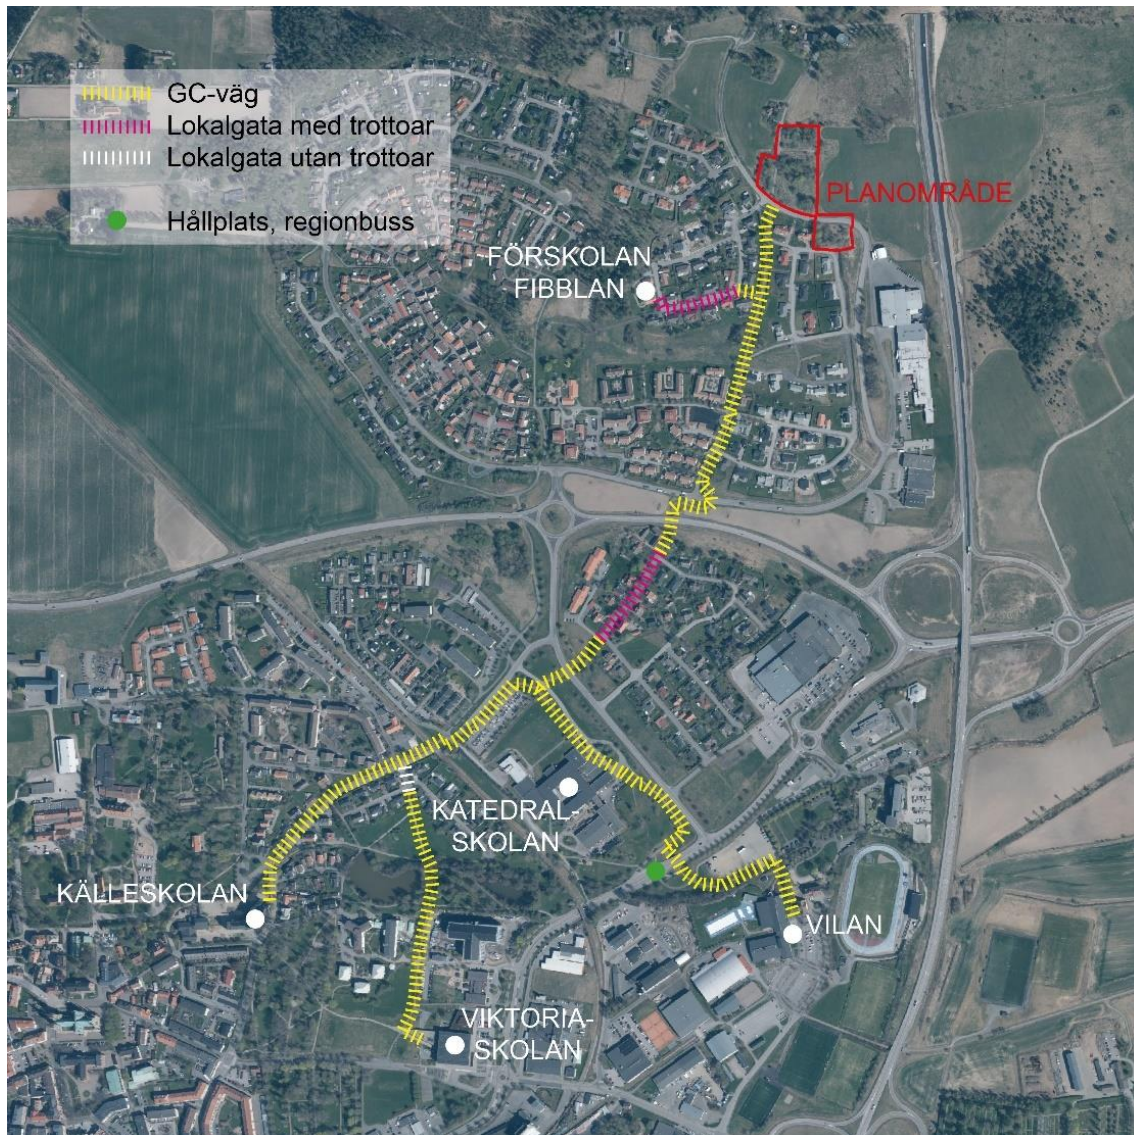 GC-väg
Lokalgata med trottoar
Lokalgata utan trottoar
Hållplats, regionbuss
PLANOMRÅDE
FÖRSKOLAN
FIBBLAN
KATEDRAL-
SKOLAN
KÄLLESKOLAN
VILAN
VIKTORIA-
SKOLAN